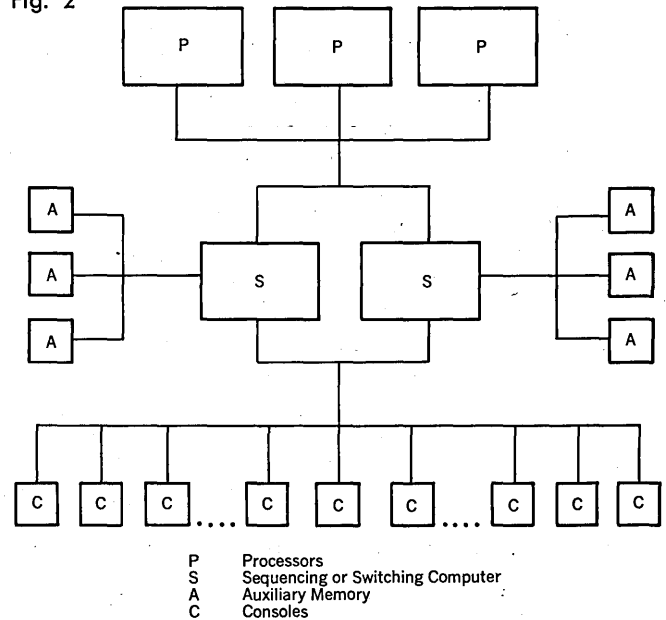 Fig. 2
P P P
A A
S S
A A
A A
C C C .... C C C .... C C C
P Processors
S Sequencing or Switching Computer
A Auxiliary Memory
C Consoles